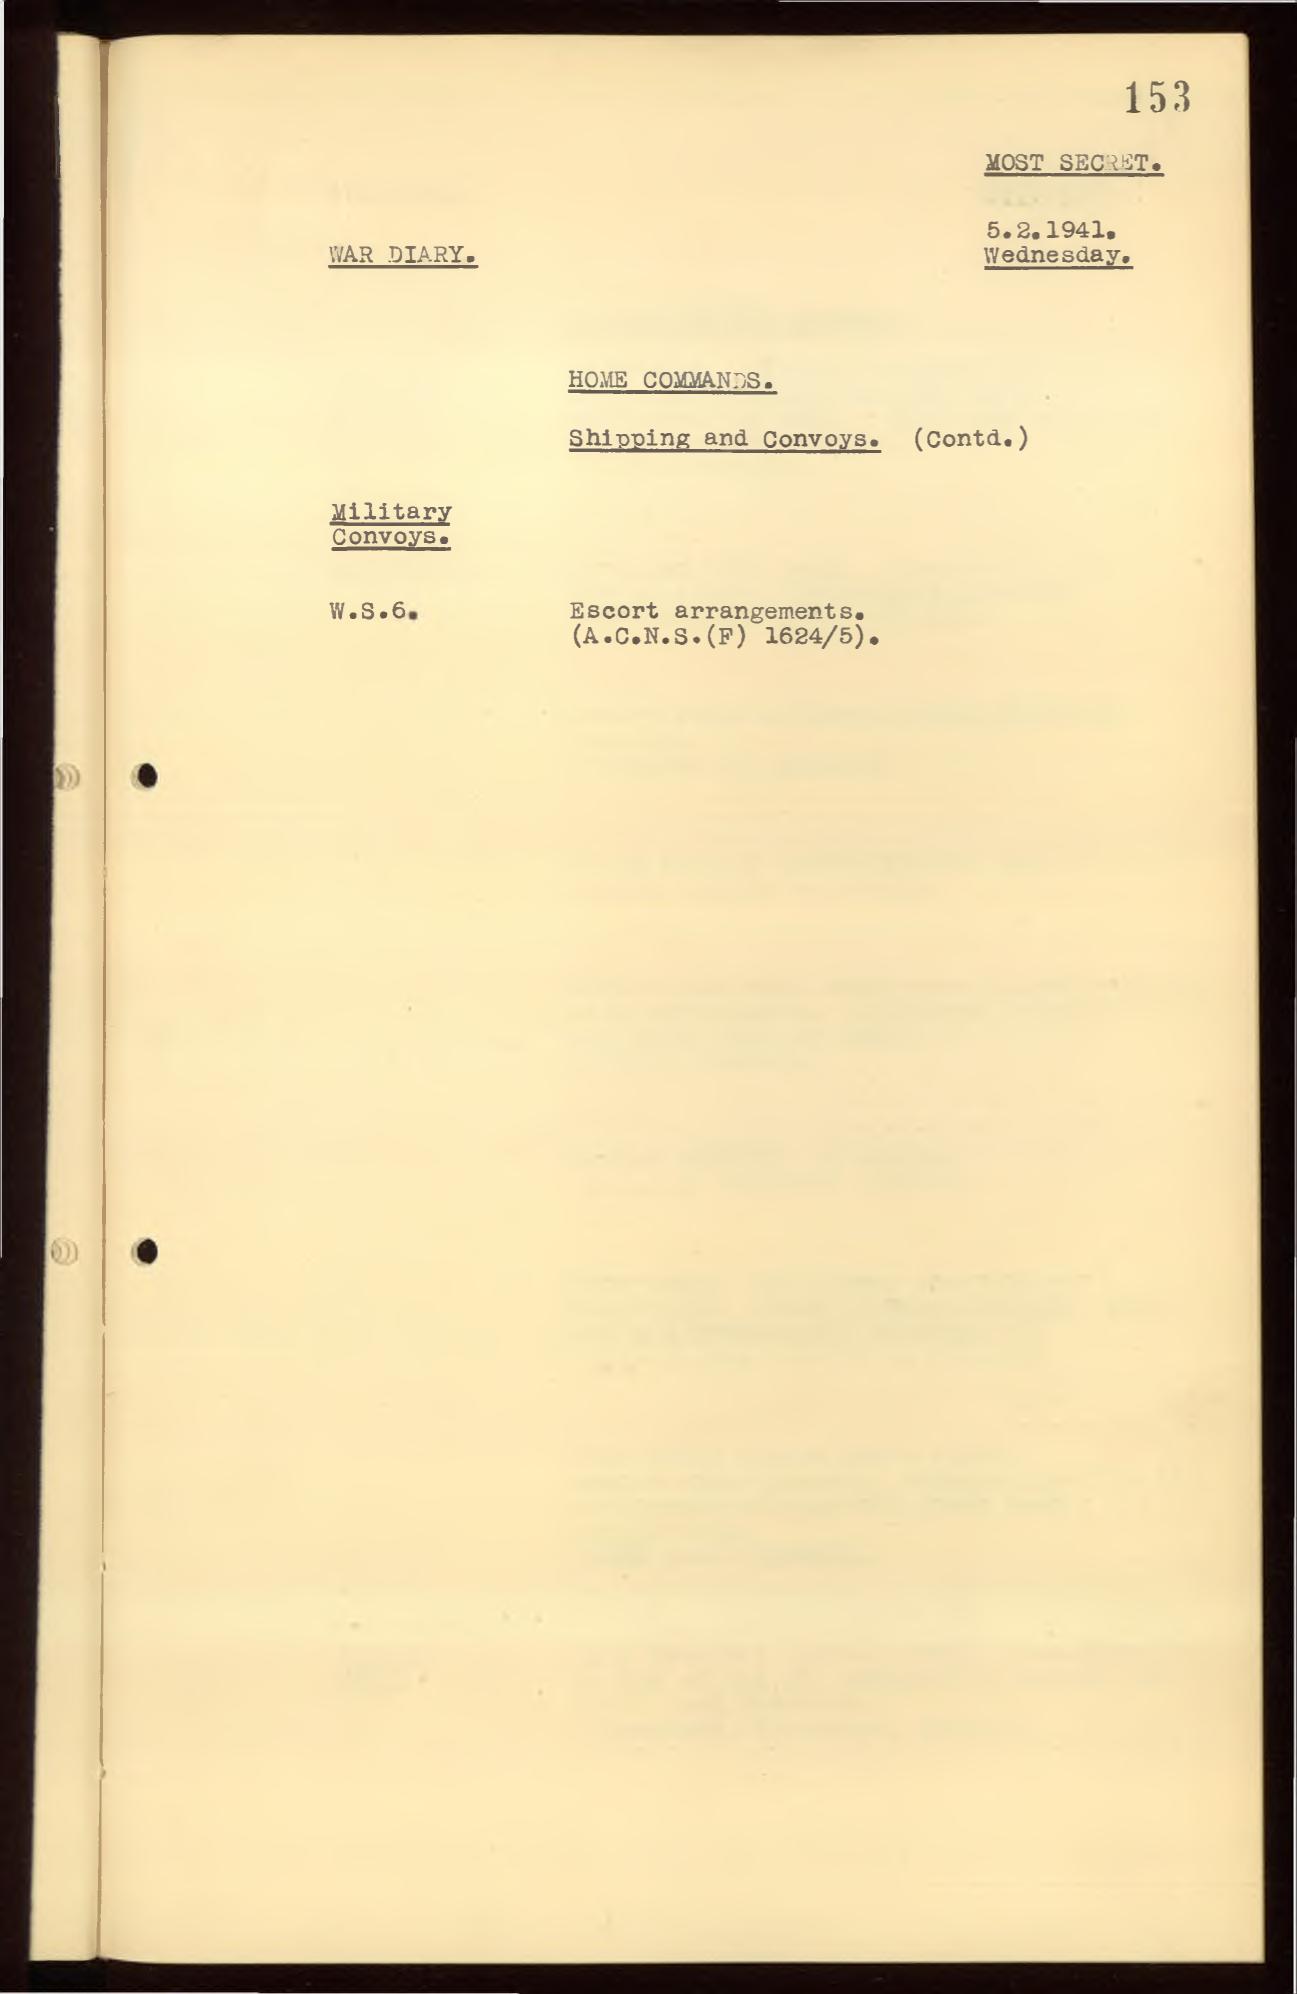 153
MOST SECRET.
5.2.1941.
WAR DIARY.
Wednesday.
HOME COMMANDS.
Shipping and Convoys. (Contd.)
Military
Convoys.
W.S.6. Escort arrangements.
(A.C.N.S.(F) 1624/5).